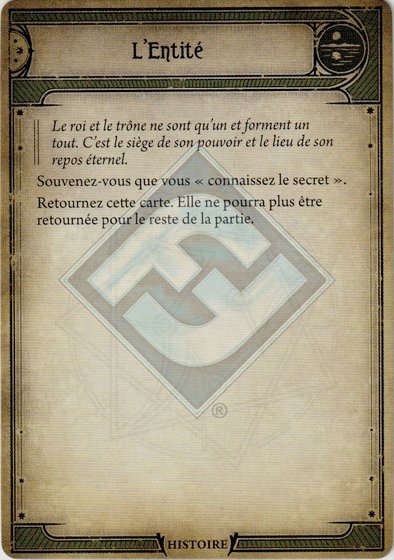 L'Entité
Le roi et le trône ne sont qu'un et forment un
tout. C'est le siège de son pouvoir et le lieu de son
repos éternel.
Souvenez-vous que vous « connaissez le secret ».
Retournez cette carte. Elle ne pourra plus être
retournée pour le reste de la partie.
®
HISTOIRE